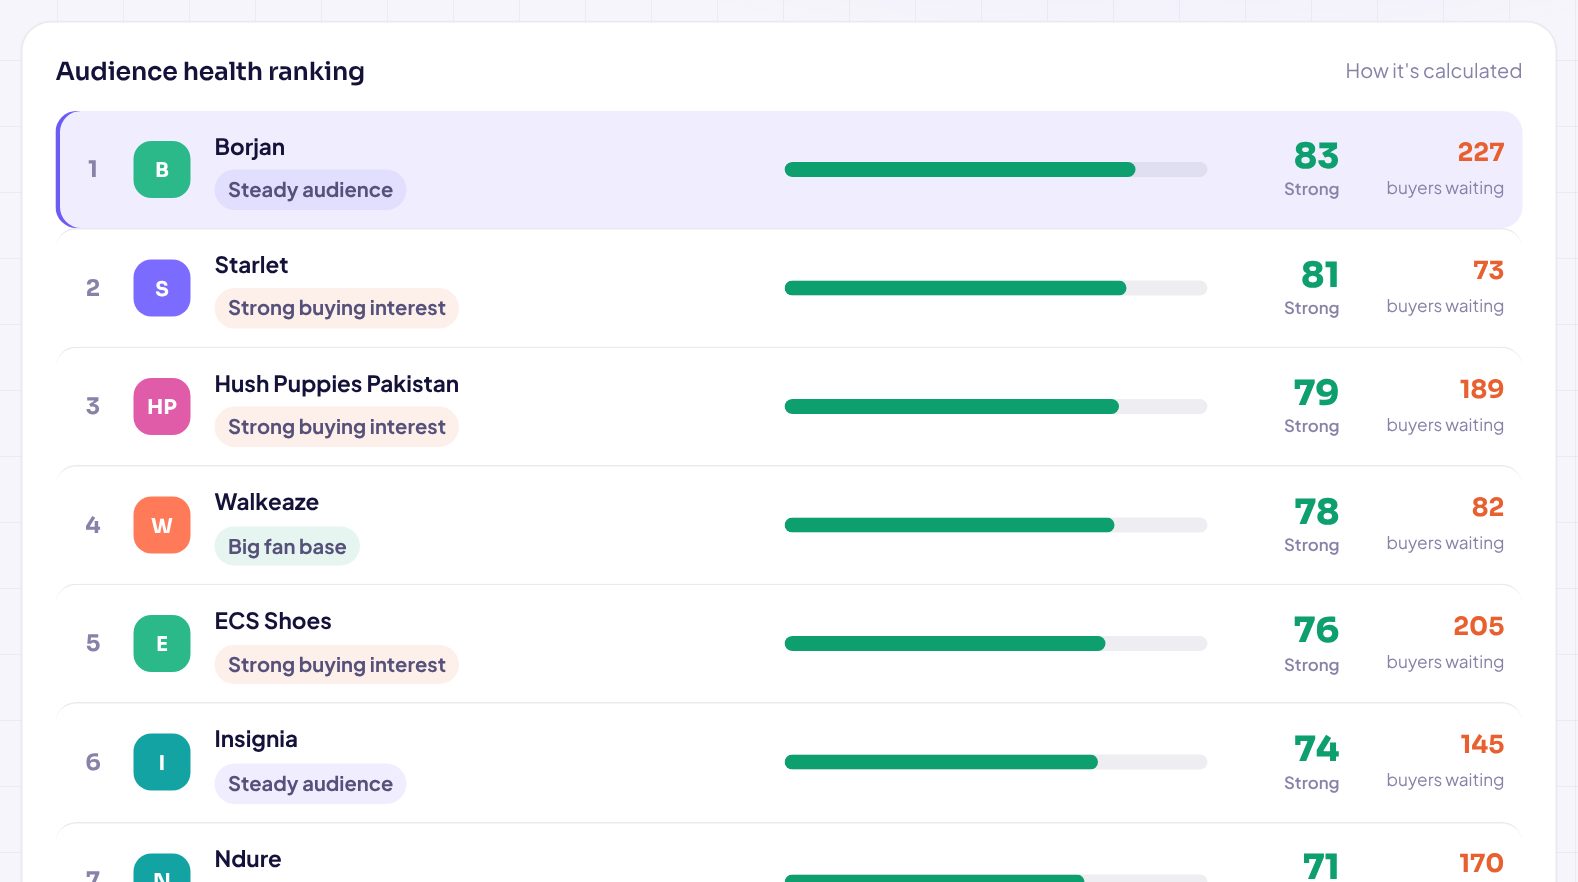 Audience health ranking
How it's calculated
1
B
Borjan
Steady audience
83
Strong
227
buyers waiting
2
S
Starlet
Strong buying interest
81
Strong
73
buyers waiting
3
HP
Hush Puppies Pakistan
Strong buying interest
79
Strong
189
buyers waiting
4
W
Walkeaze
Big fan base
78
Strong
82
buyers waiting
5
E
ECS Shoes
Strong buying interest
76
Strong
205
buyers waiting
6
I
Insignia
Steady audience
74
Strong
145
buyers waiting
7
N
Ndure
71
170